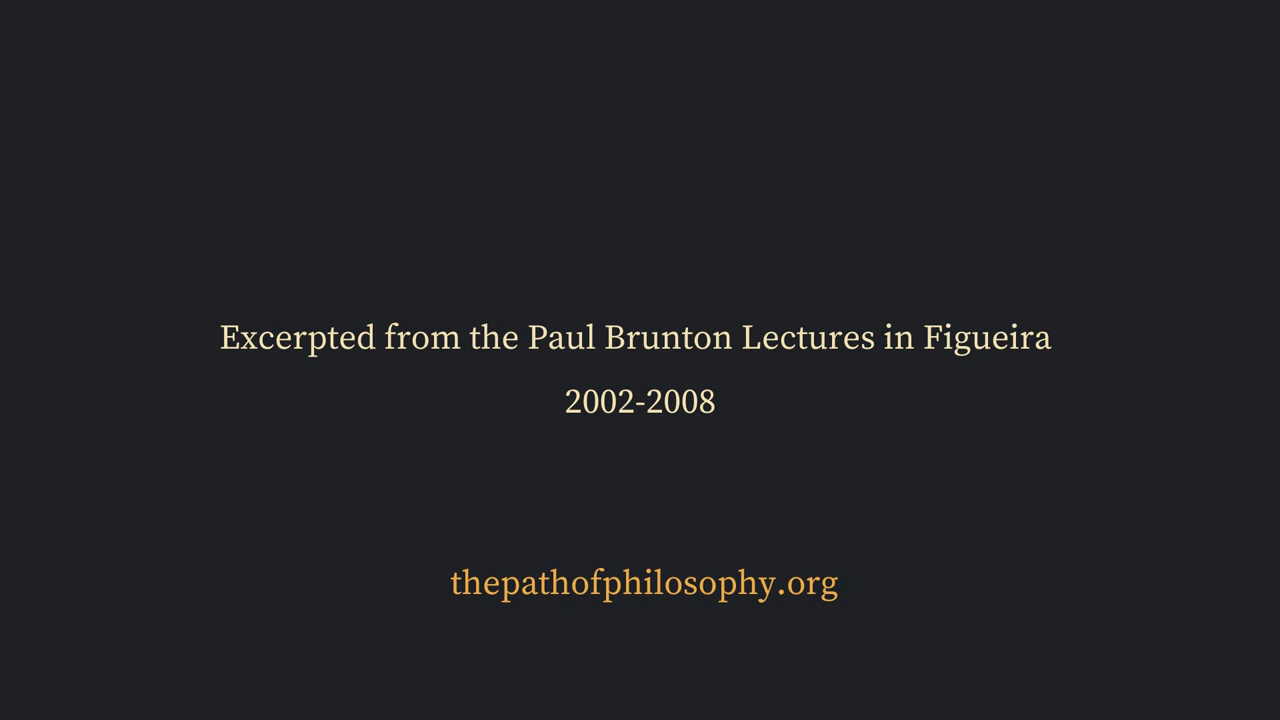 Excerpted from the Paul Brunton Lectures in Figueira
2002-2008
thepathofphilosophy.org